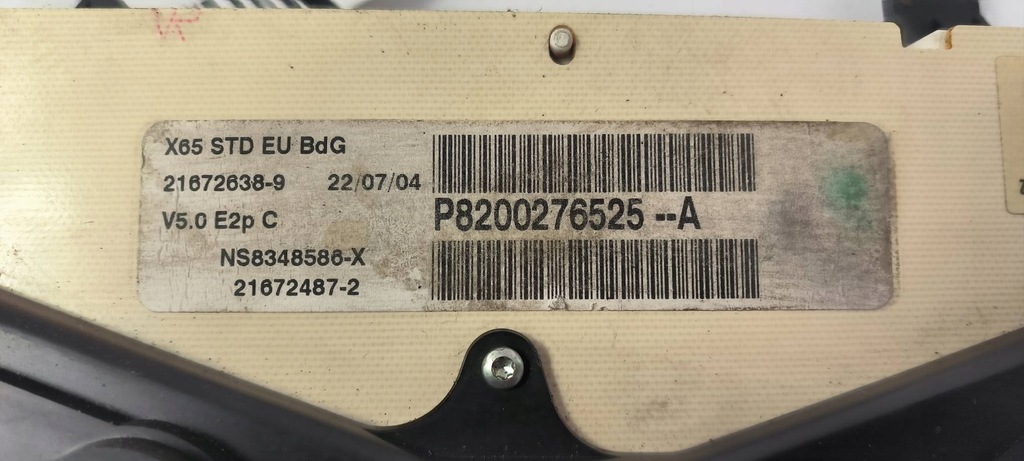 X65 STD EU BdG
21672638-9 22/07/04
V5.0 E2p C
P8200276525 --A
NS8348586-X
21672487-2